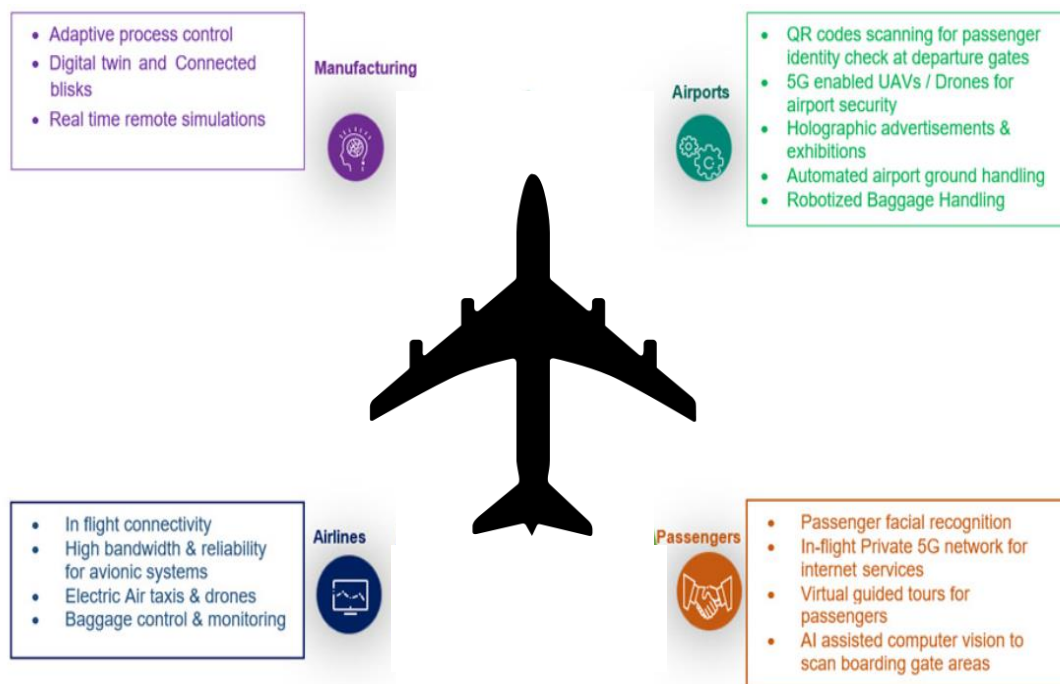 • Adaptive process control
• Digital twin and Connected
blisks
• Real time remote simulations
Manufacturing
Airports
• QR codes scanning for passenger
identity check at departure gates
• 5G enabled UAVs / Drones for
airport security
• Holographic advertisements &
exhibitions
• Automated airport ground handling
• Robotized Baggage Handling
• In flight connectivity
• High bandwidth & reliability
for avionic systems
• Electric Air taxis & drones
• Baggage control & monitoring
Airlines
Passengers
• Passenger facial recognition
• In-flight Private 5G network for
internet services
• Virtual guided tours for
passengers
• AI assisted computer vision to
scan boarding gate areas